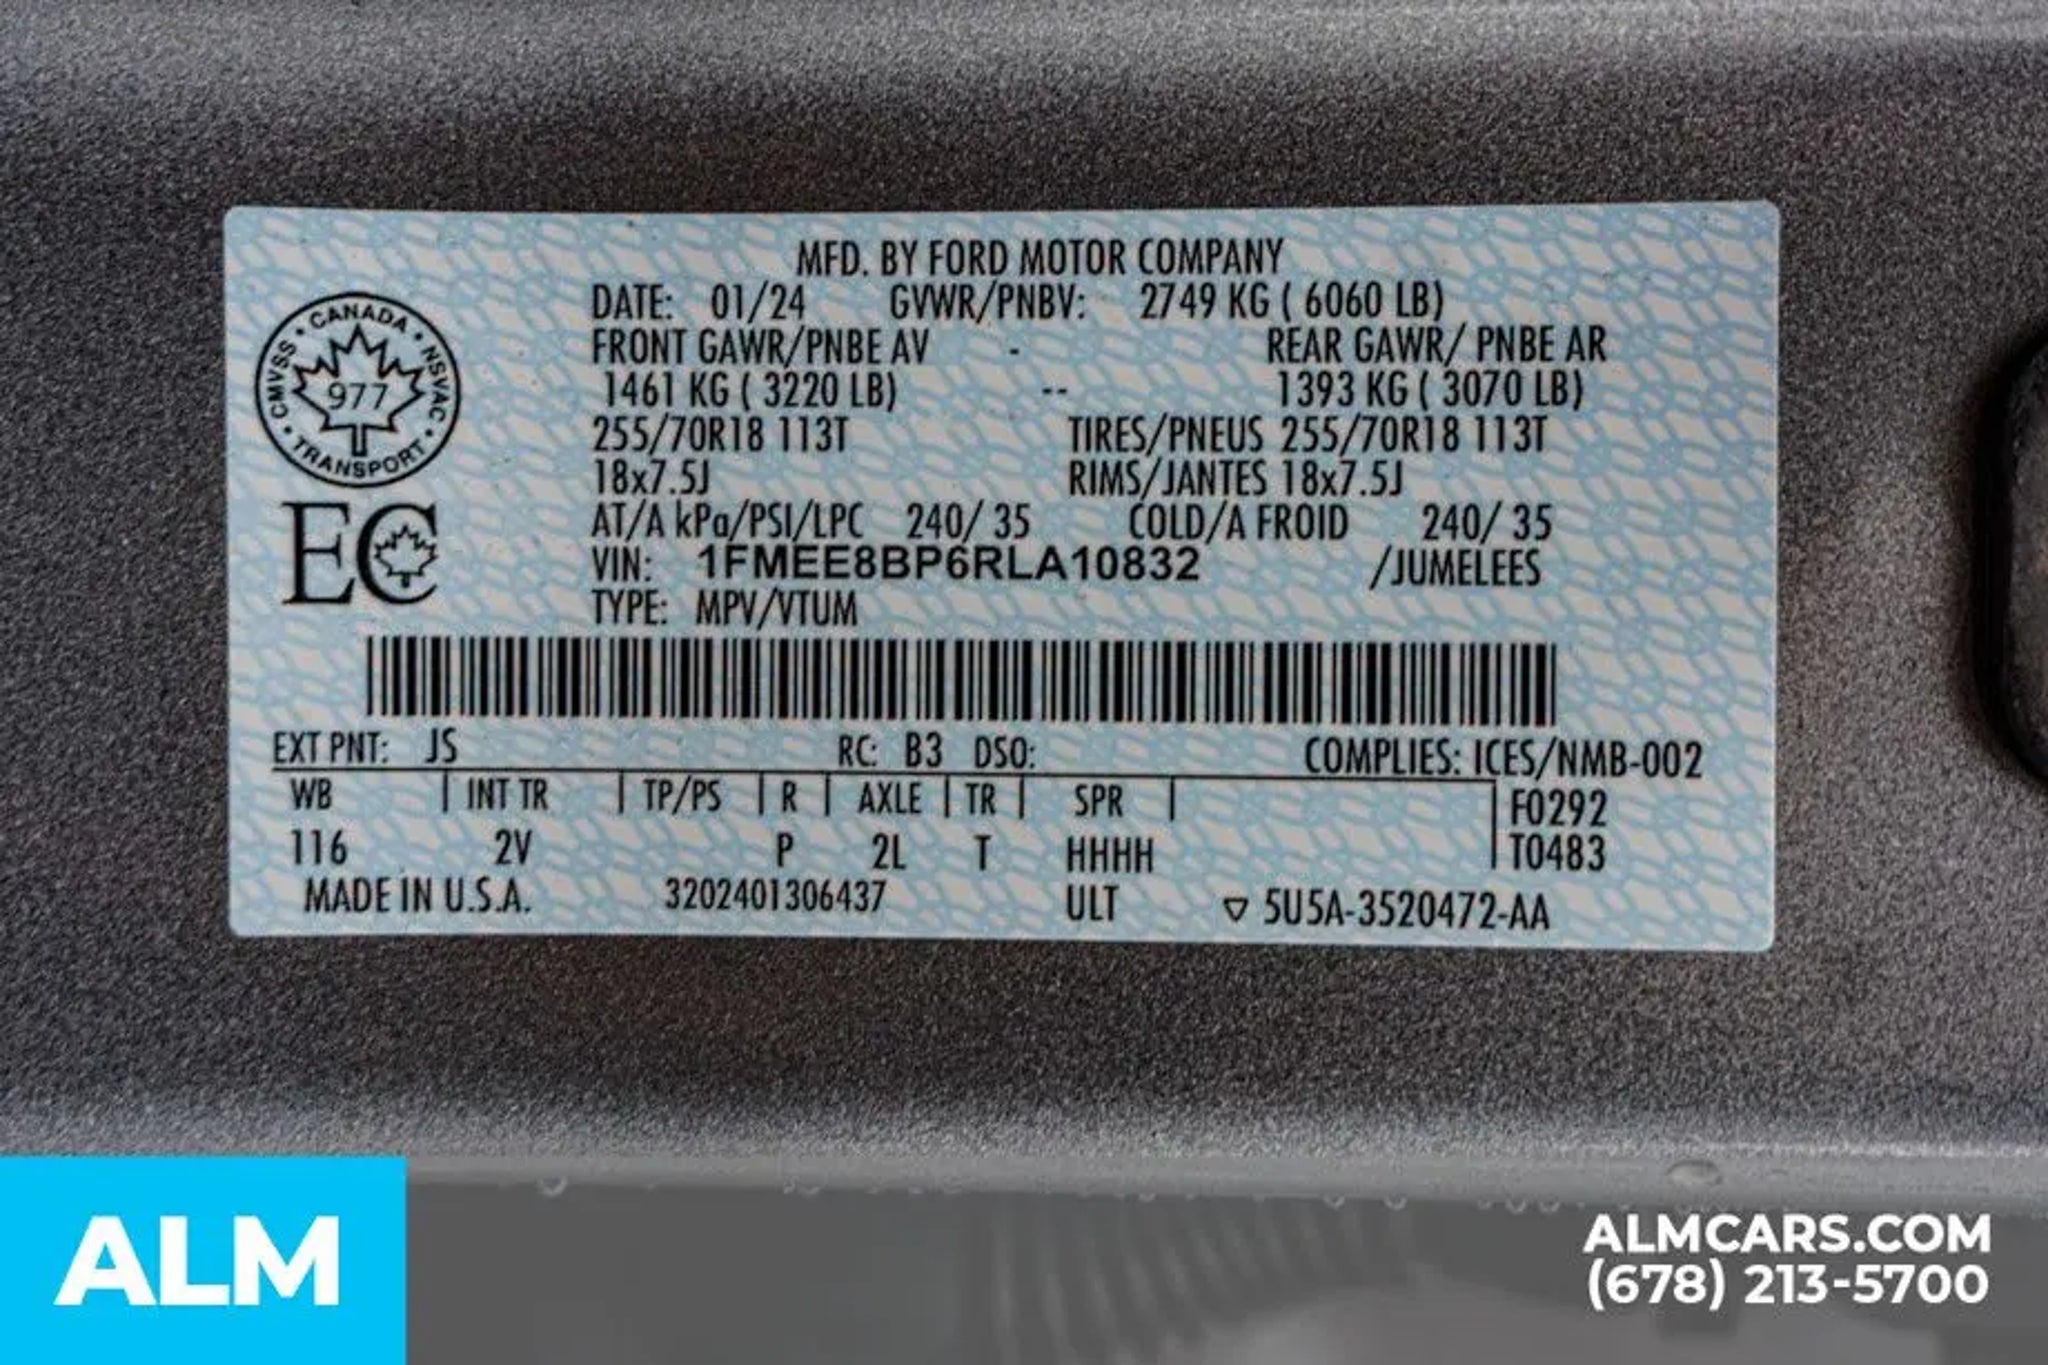 MFD. BY FORD MOTOR COMPANY
DATE: 01/24 GVWR/PNBV: 2749 KG ( 6060 LB)
FRONT GAWR/PNBE AV - REAR GAWR/ PNBE AR
1461 KG ( 3220 LB) -- 1393 KG ( 3070 LB)
255/70R18 113T TIRES/PNEUS 255/70R18 113T
18x7.5J RIMS/JANTES 18x7.5J
AT/A kPa/PSI/LPC 240/ 35 COLD/A FROID 240/ 35
VIN: 1FMEE8BP6RLA10832 /JUMELEES
TYPE: MPV/VTUM
CANADA • NSVAC • TRANSPORT • CMVSS •
977
EC
EXT PNT: JS RC: B3 DSO: COMPLIES: ICES/NMB-002
WB | INT TR | TP/PS | R | AXLE | TR | SPR | F0292
116 2V P 2L T HHHH T0483
MADE IN U.S.A. 3202401306437 ULT ▽ 5U5A-3520472-AA
ALM
ALMCARS.COM
(678) 213-5700